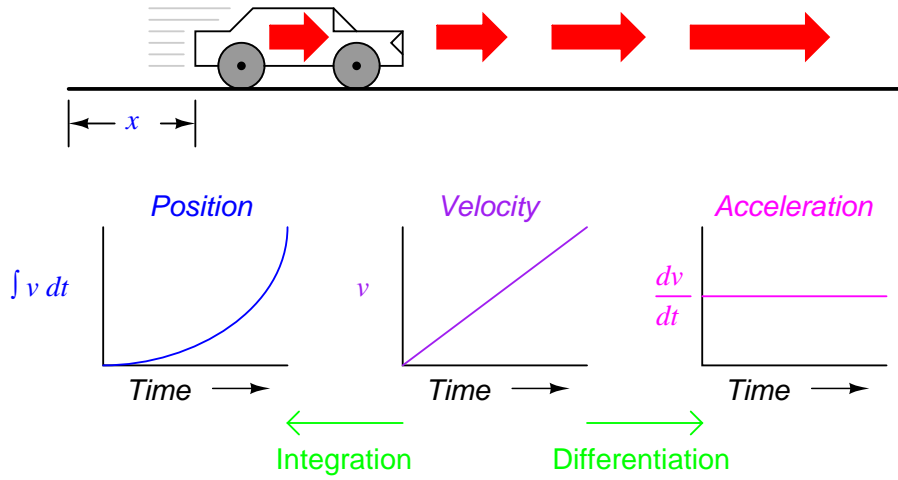 x
Position Velocity Acceleration
∫ v dt v dv/dt
Time Time Time
Integration Differentiation